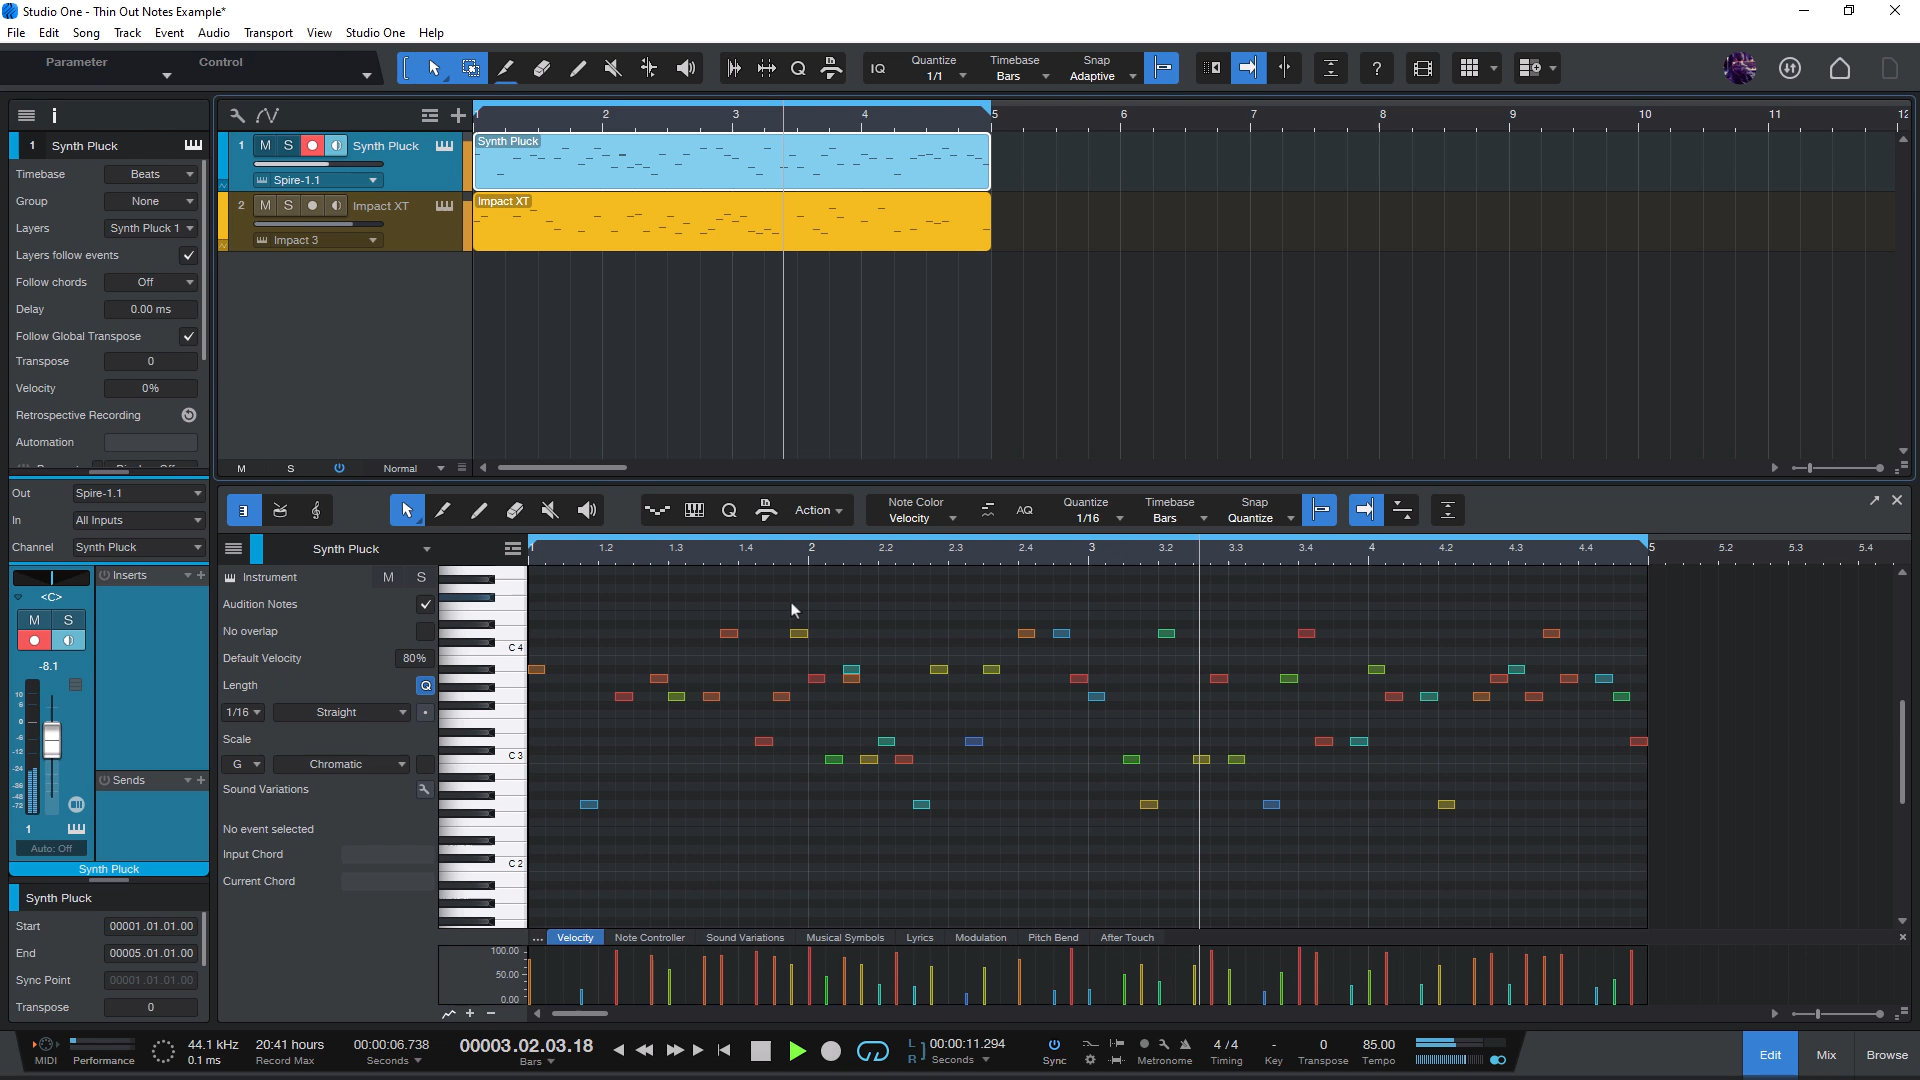 Studio One - Thin Out Notes Example*
File Edit Song Track Event Audio Transport View Studio One Help
Parameter Control
IQ Quantize 1/1 Timebase Bars Snap Adaptive ?
1 2 3 4 5 6 7 8 9 10 11 12
1 Synth Pluck
Timebase Beats
Group None
Layers Synth Pluck 1
Layers follow events
Follow chords Off
Delay 0.00 ms
Follow Global Transpose
Transpose 0
Velocity 0%
Retrospective Recording
Automation
1 M S Synth Pluck
Spire-1.1
2 M S Impact XT
Impact 3
Synth Pluck
Impact XT
M S Normal
Out Spire-1.1
In All Inputs
Channel Synth Pluck
Inserts
<C>
M S
-8.1
Sends
1
Auto: Off
Synth Pluck
Synth Pluck
Start 00001.01.01.00
End 00005.01.01.00
Sync Point 00001.01.01.00
Transpose 0
Q Action Note Color Velocity AQ Quantize 1/16 Timebase Bars Snap Quantize
Synth Pluck
1 1.2 1.3 1.4 2 2.2 2.3 2.4 3 3.2 3.3 3.4 4 4.2 4.3 4.4 5 5.2 5.3 5.4
Instrument M S
Audition Notes
No overlap
Default Velocity 80%
Length Q
1/16 Straight
Scale
G Chromatic
Sound Variations
No event selected
Input Chord
Current Chord
C 4
C 3
C 2
... Velocity Note Controller Sound Variations Musical Symbols Lyrics Modulation Pitch Bend After Touch
100.00
50.00
0.00
MIDI Performance
44.1 kHz
0.1 ms
20:41 hours
Record Max
00:00:06.738
Seconds
00003.02.03.18
Bars
L 00:00:11.294
R Seconds
Sync Metronome
4 / 4
Timing
-
Key
0
Transpose
85.00
Tempo
Edit Mix Browse